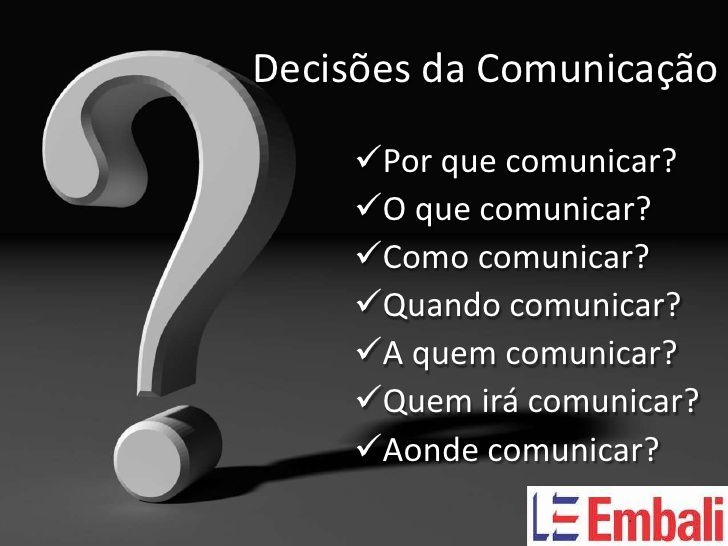 Decisões da Comunicação
✓Por que comunicar?
✓O que comunicar?
✓Como comunicar?
✓Quando comunicar?
✓A quem comunicar?
✓Quem irá comunicar?
✓Aonde comunicar?
Embali